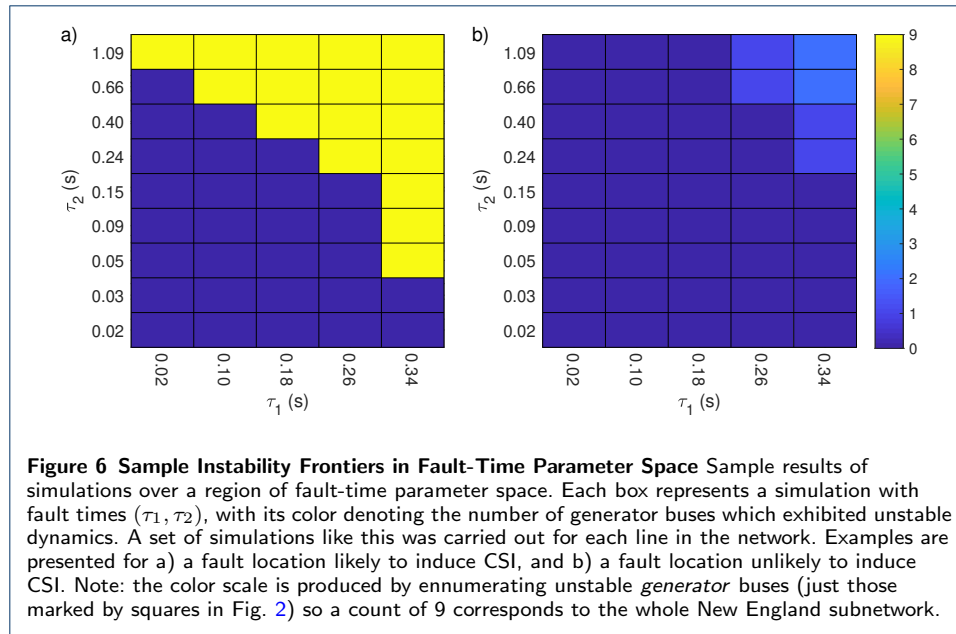 a)
1.09
0.66
0.40
0.24
0.15
0.09
0.05
0.03
0.02
τ2 (s)
0.02
0.10
0.18
0.26
0.34
τ1 (s)
b)
1.09
0.66
0.40
0.24
0.15
0.09
0.05
0.03
0.02
τ2 (s)
0.02
0.10
0.18
0.26
0.34
τ1 (s)
9
8
7
6
5
4
3
2
1
0
Figure 6 Sample Instability Frontiers in Fault-Time Parameter Space Sample results of
simulations over a region of fault-time parameter space. Each box represents a simulation with
fault times (τ1, τ2), with its color denoting the number of generator buses which exhibited unstable
dynamics. A set of simulations like this was carried out for each line in the network. Examples are
presented for a) a fault location likely to induce CSI, and b) a fault location unlikely to induce
CSI. Note: the color scale is produced by ennumerating unstable generator buses (just those
marked by squares in Fig. 2) so a count of 9 corresponds to the whole New England subnetwork.